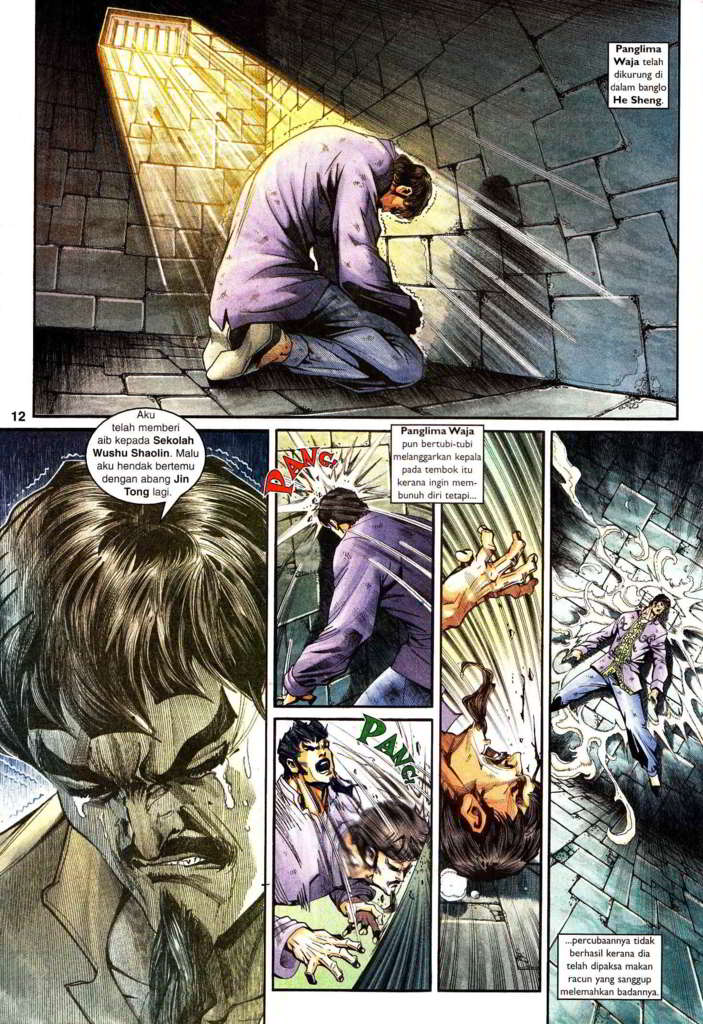 Panglima
Waja telah
dikurung di
dalam banglo
He Sheng.
12
Aku
telah memberi
aib kepada Sekolah
Wushu Shaolin. Malu
aku hendak bertemu
dengan abang Jin
Tong lagi.
PANG!
Panglima Waja
pun bertubi-tubi
melanggarkan kepala
pada tembok itu
kerana ingin mem-
bunuh diri tetapi...
PANG!
...percubaannya tidak
berhasil kerana dia
telah dipaksa makan
racun yang sanggup
melemahkan badannya.